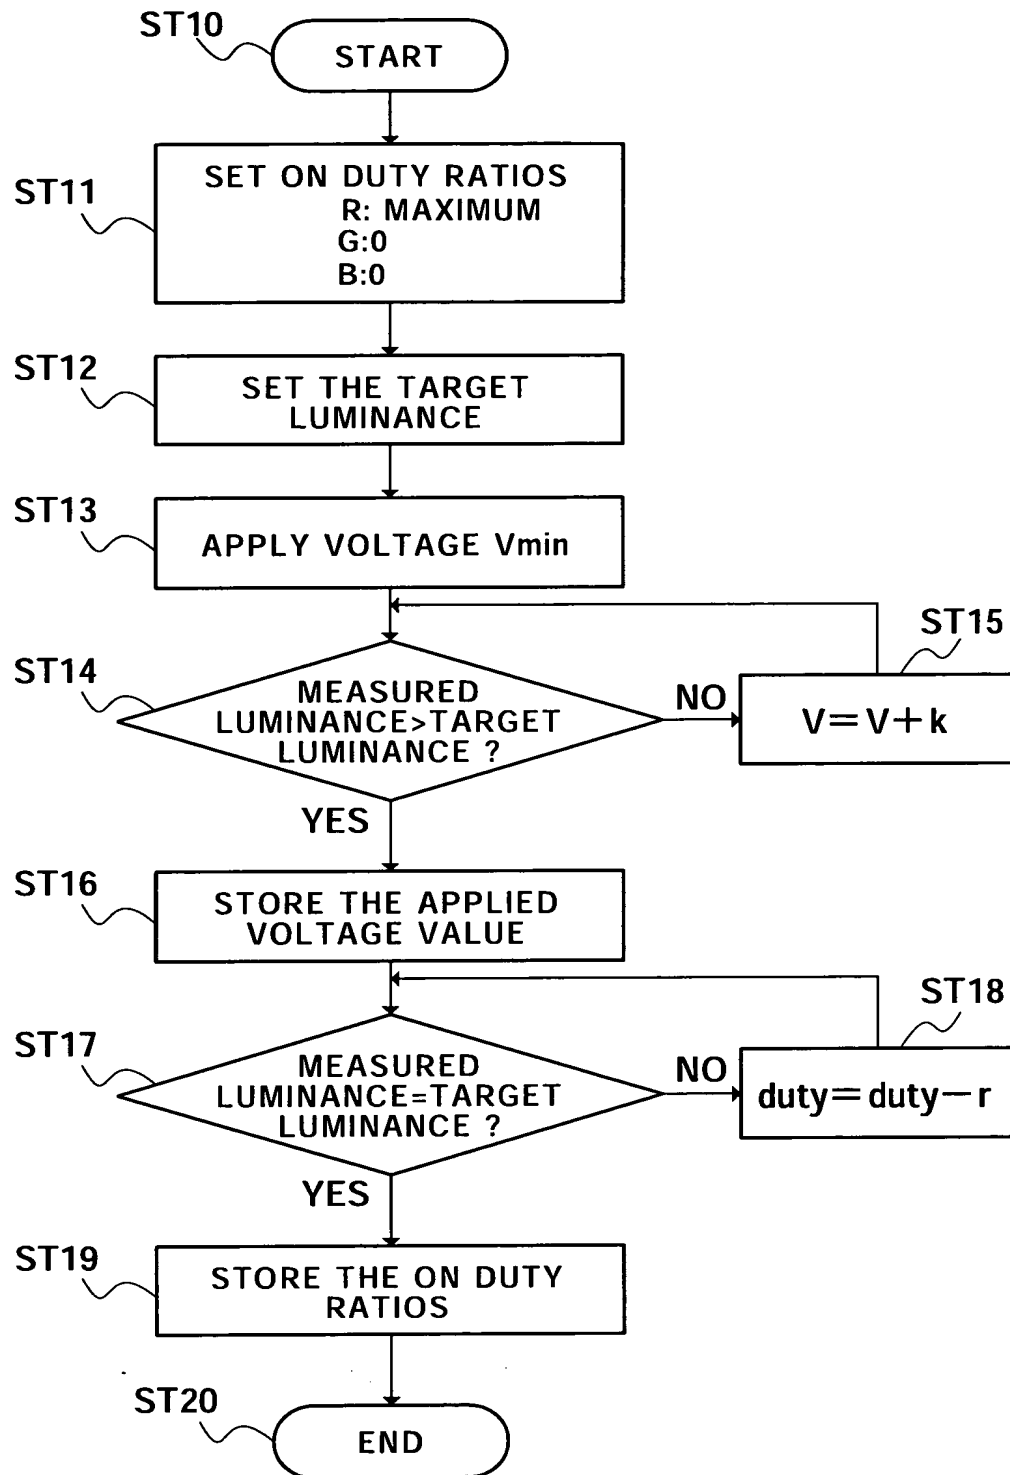 ST10
START
ST11
SET ON DUTY RATIOS
R: MAXIMUM
G:0
B:0
ST12
SET THE TARGET
LUMINANCE
ST13
APPLY VOLTAGE Vmin
ST14
MEASURED
LUMINANCE>TARGET
LUMINANCE ?
NO
ST15
V=V+k
YES
ST16
STORE THE APPLIED
VOLTAGE VALUE
ST17
MEASURED
LUMINANCE=TARGET
LUMINANCE ?
NO
ST18
duty=duty−r
YES
ST19
STORE THE ON DUTY
RATIOS
ST20
END